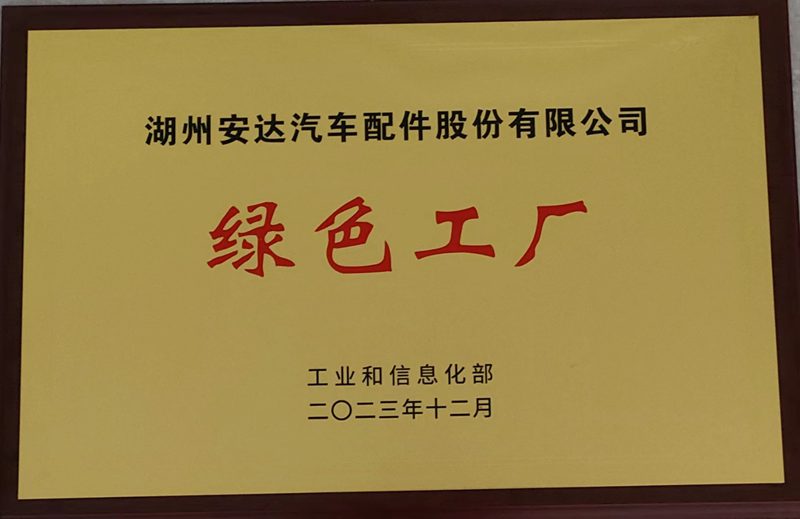 湖州安达汽车配件股份有限公司
绿色工厂
工业和信息化部
二〇二三年十二月